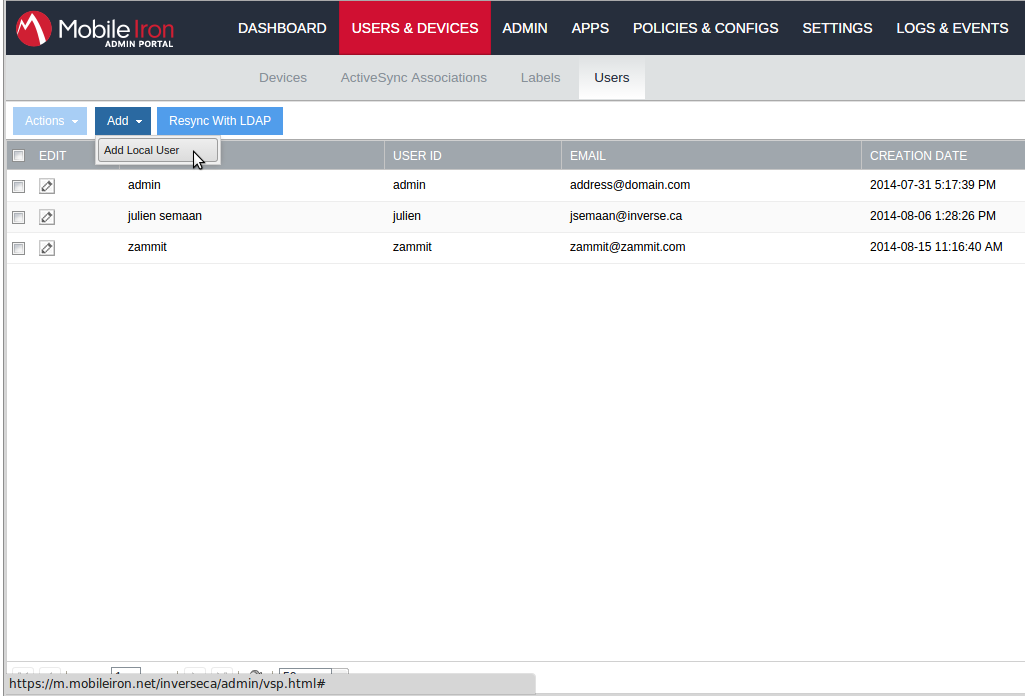 MobileIron
ADMIN PORTAL
DASHBOARD USERS & DEVICES ADMIN APPS POLICIES & CONFIGS SETTINGS LOGS & EVENTS
Devices ActiveSync Associations Labels Users
Actions Add Resync With LDAP
Add Local User
EDIT USER ID EMAIL CREATION DATE
admin admin address@domain.com 2014-07-31 5:17:39 PM
julien semaan julien jsemaan@inverse.ca 2014-08-06 1:28:26 PM
zammit zammit zammit@zammit.com 2014-08-15 11:16:40 AM
https://m.mobileiron.net/inverseca/admin/vsp.html#